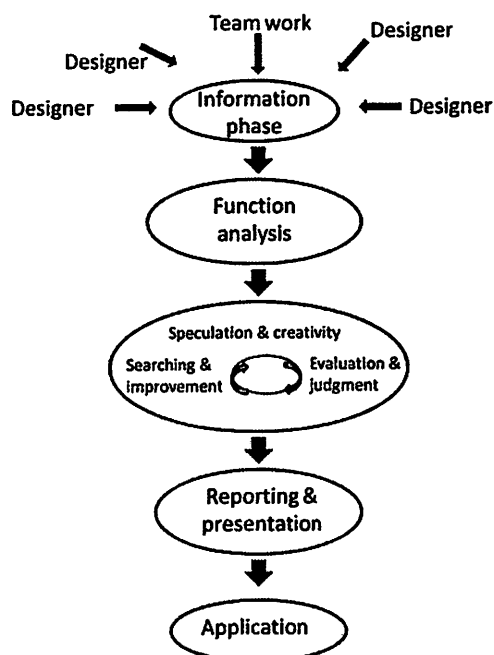 Team work
Designer
Designer
Designer
Designer
Information
phase
Function
analysis
Speculation & creativity
Searching &
improvement
Evaluation &
judgment
Reporting &
presentation
Application